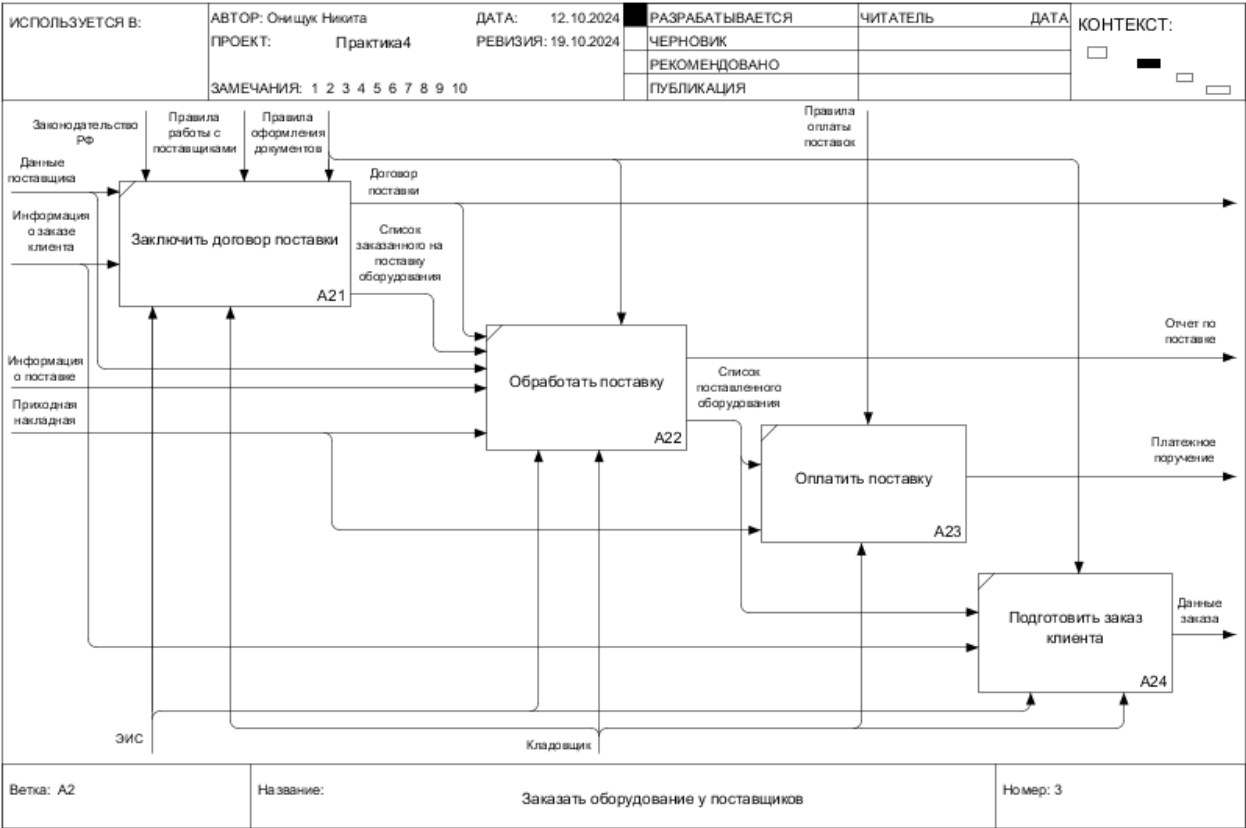 ИСПОЛЬЗУЕТСЯ В:
АВТОР: Онищук Никита
ДАТА: 12.10.2024
ПРОЕКТ: Практика4
РЕВИЗИЯ: 19.10.2024
ЗАМЕЧАНИЯ: 1 2 3 4 5 6 7 8 9 10
РАЗРАБАТЫВАЕТСЯ
ЧЕРНОВИК
РЕКОМЕНДОВАНО
ПУБЛИКАЦИЯ
ЧИТАТЕЛЬ
ДАТА
КОНТЕКСТ:
Законодательство
РФ
Правила
работы с
поставщиками
Правила
оформления
документов
Правила
оплаты
поставок
Данные
поставщика
Информация
о заказе
клиента
Заключить договор поставки
A21
Договор
поставки
Список
заказанного на
поставку
оборудования
Информация
о поставке
Приходная
накладная
Обработать поставку
A22
Отчет по
поставке
Список
поставленного
оборудования
Оплатить поставку
A23
Платежное
поручение
Подготовить заказ
клиента
A24
Данные
заказа
ЭИС
Кладовщик
Ветка: A2
Название:
Заказать оборудование у поставщиков
Номер: 3